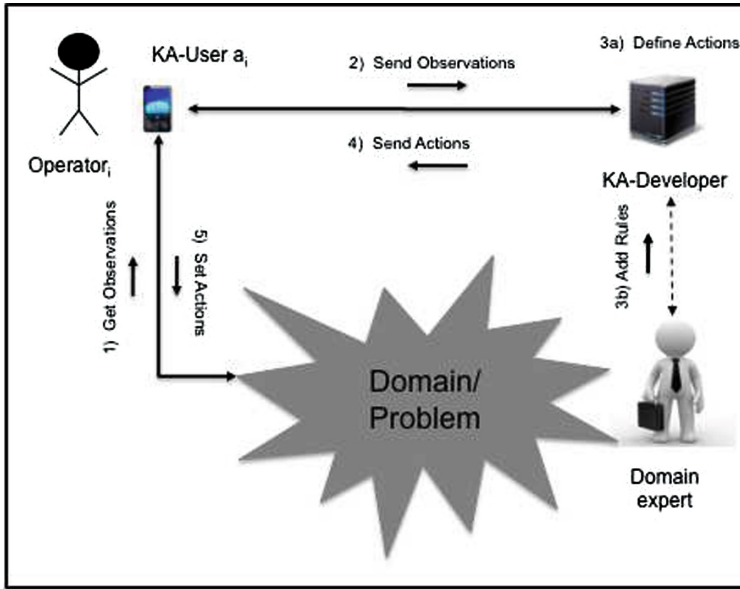 KA-User aᵢ
3a) Define Actions
2) Send Observations
4) Send Actions
Operatorᵢ
KA-Developer
1) Get Observations
5) Set Actions
3b) Add Rules
Domain/
Problem
Domain
expert